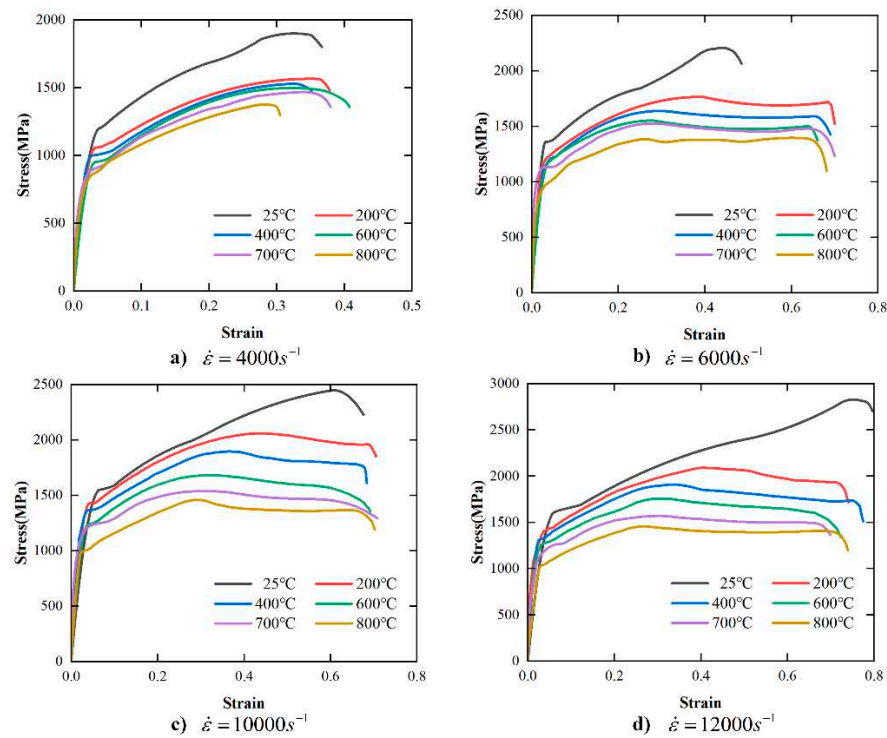 2000
1500
1000
500
0
Stress(MPa)
25℃ 200℃
400℃ 600℃
700℃ 800℃
0.0 0.1 0.2 0.3 0.4 0.5
Strain
a) ε̇ = 4000s⁻¹
2500
2000
1500
1000
500
0
Stress(MPa)
25℃ 200℃
400℃ 600℃
700℃ 800℃
0.0 0.2 0.4 0.6 0.8
Strain
b) ε̇ = 6000s⁻¹
2500
2000
1500
1000
500
0
Stress(MPa)
25℃ 200℃
400℃ 600℃
700℃ 800℃
0.0 0.2 0.4 0.6 0.8
Strain
c) ε̇ = 10000s⁻¹
3000
2500
2000
1500
1000
500
0
Stress(MPa)
25℃ 200℃
400℃ 600℃
700℃ 800℃
0.0 0.2 0.4 0.6 0.8
Strain
d) ε̇ = 12000s⁻¹